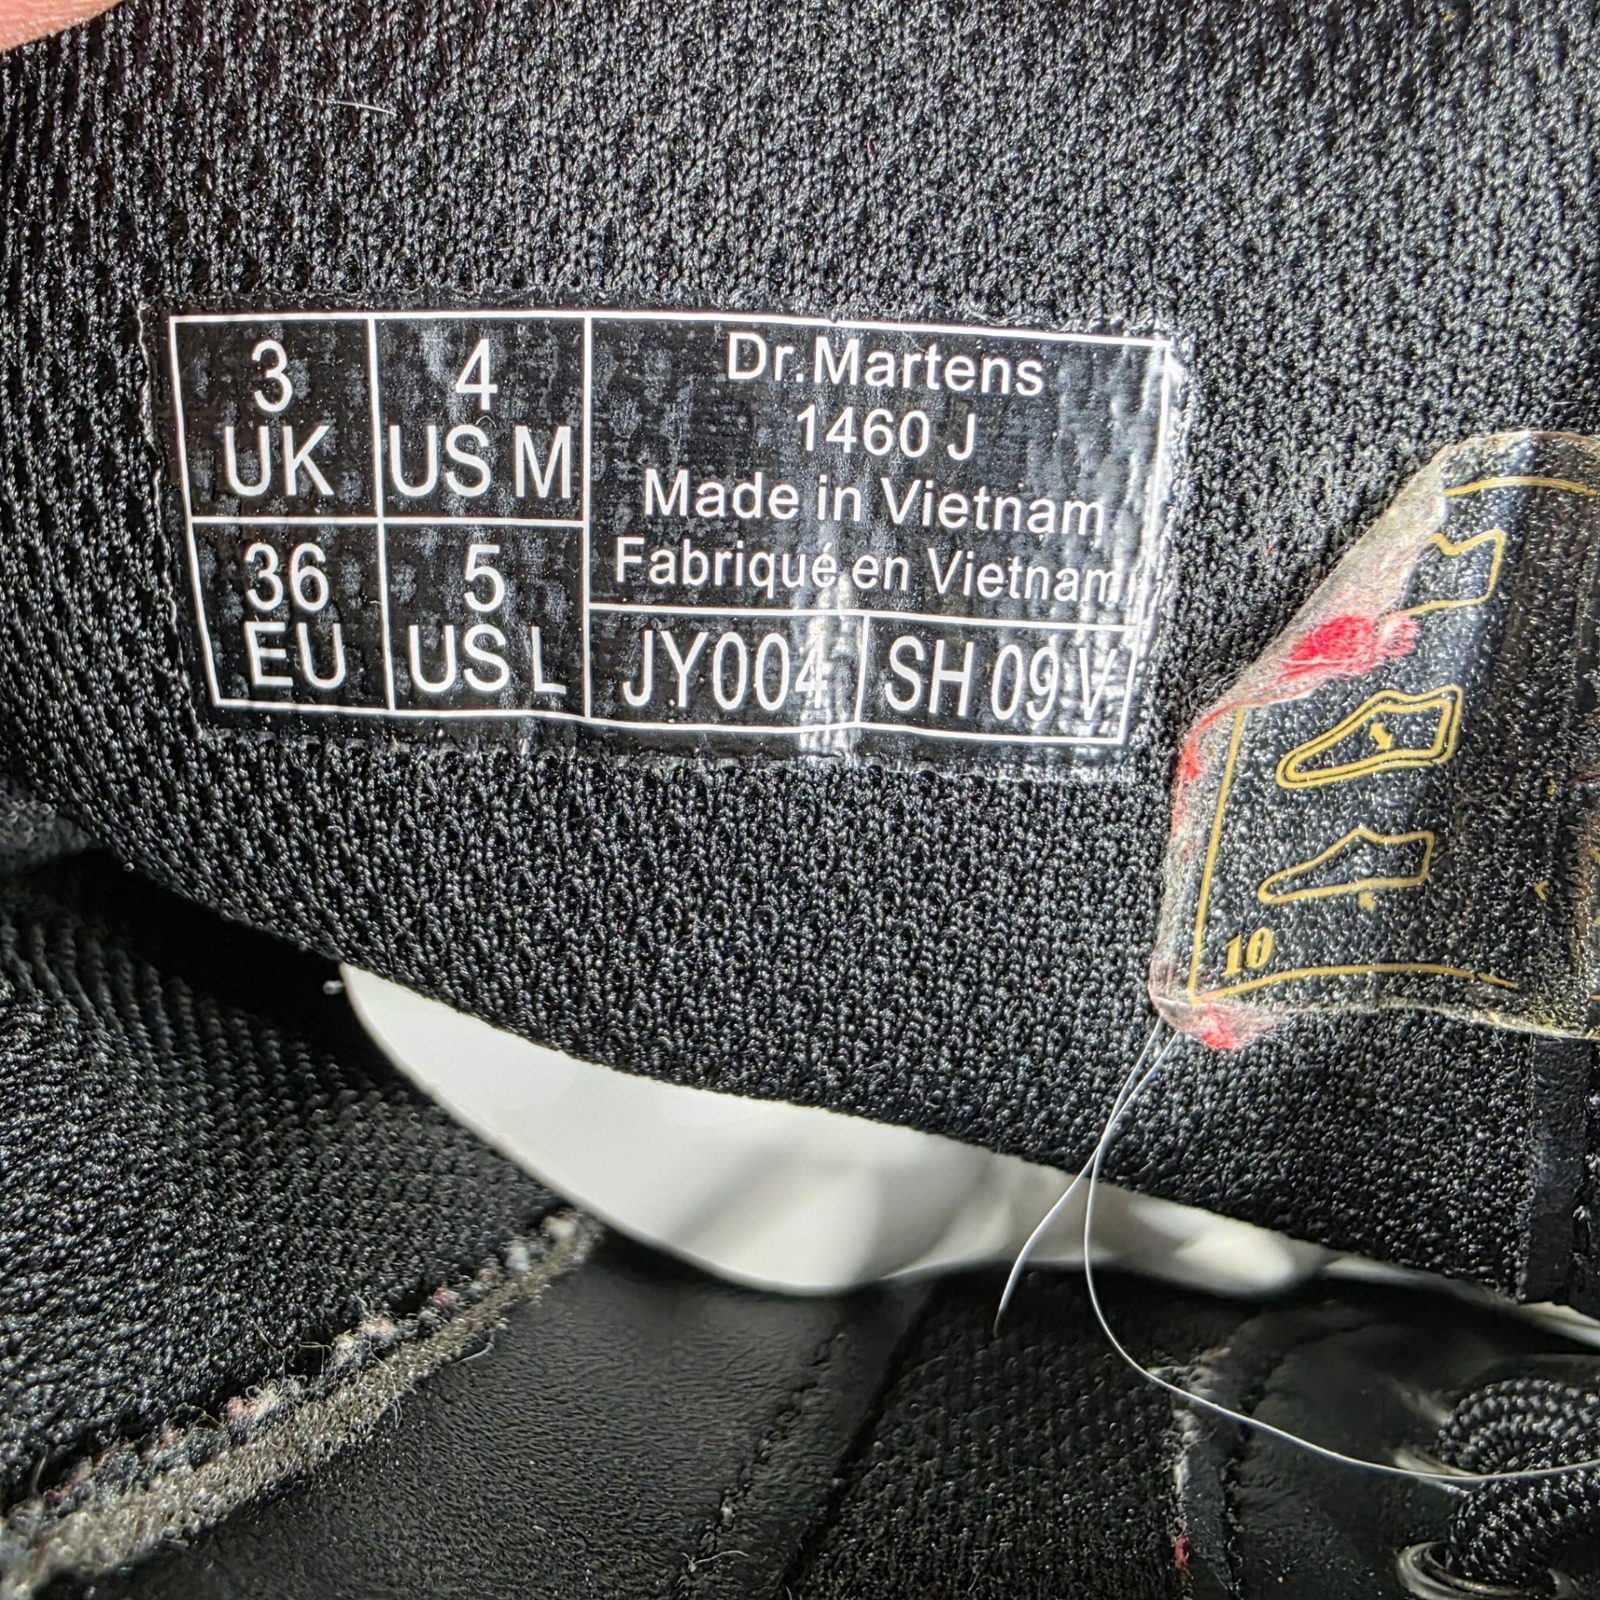 3
UK
4
US M
36
EU
5
US L
Dr.Martens
1460 J
Made in Vietnam
Fabriqué en Vietnam
JY004
SH 09 V
10